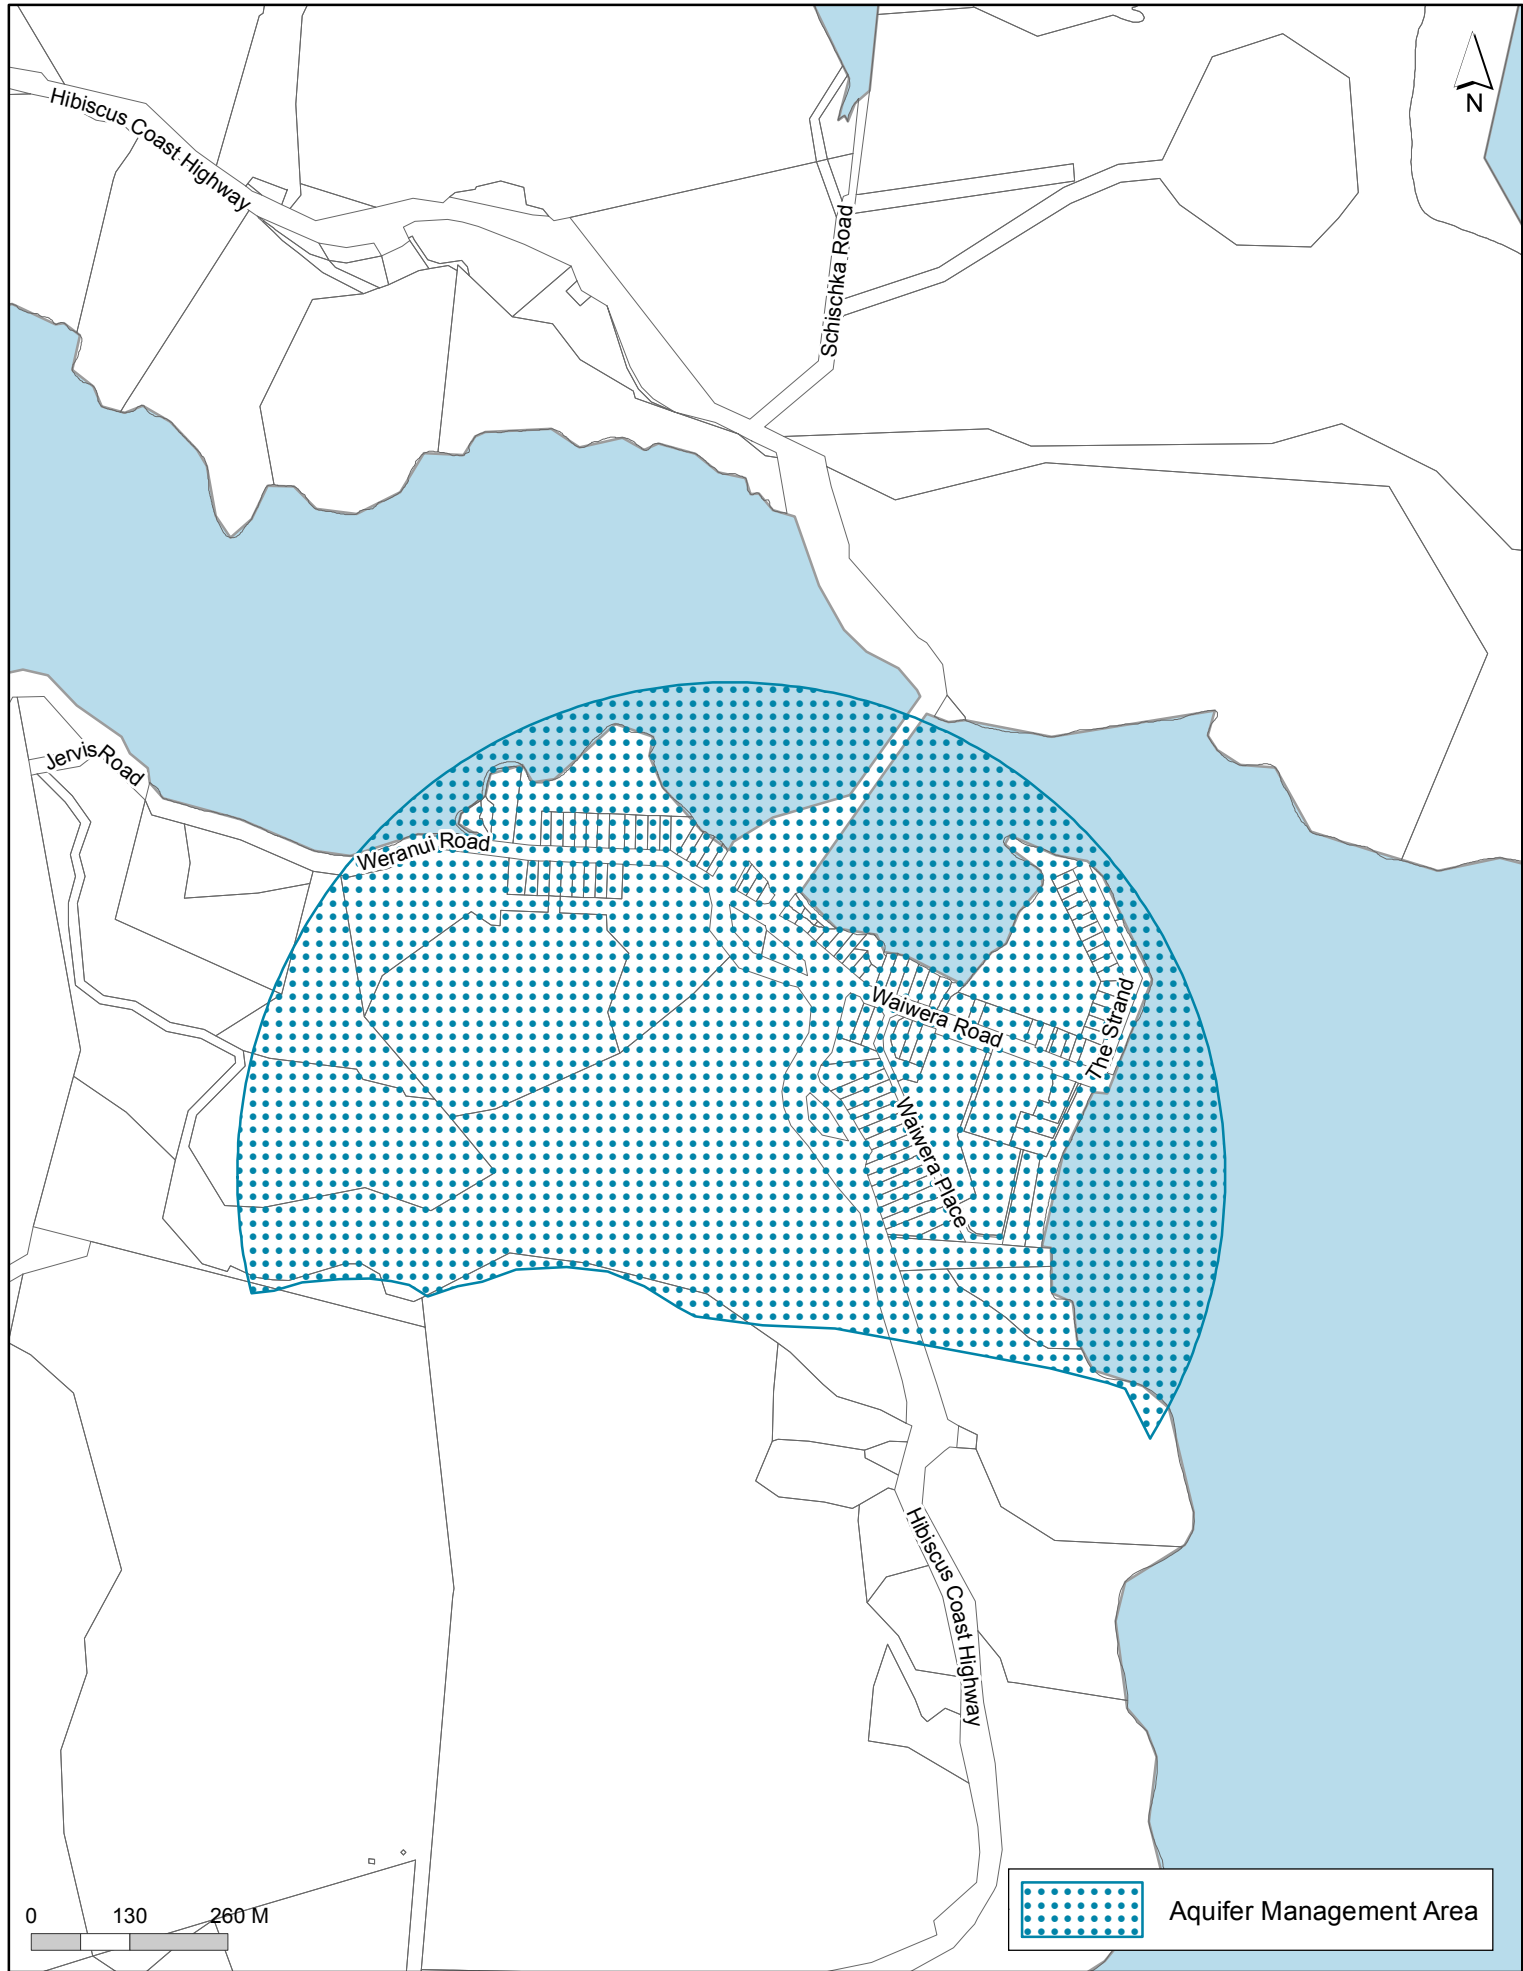 N
Hibiscus Coast Highway
Schischka Road
Jervis Road
Weranui Road
Waiwera Road
The Strand
Waiwera Place
Hibiscus Coast Highway
0 130 260 M
Aquifer Management Area